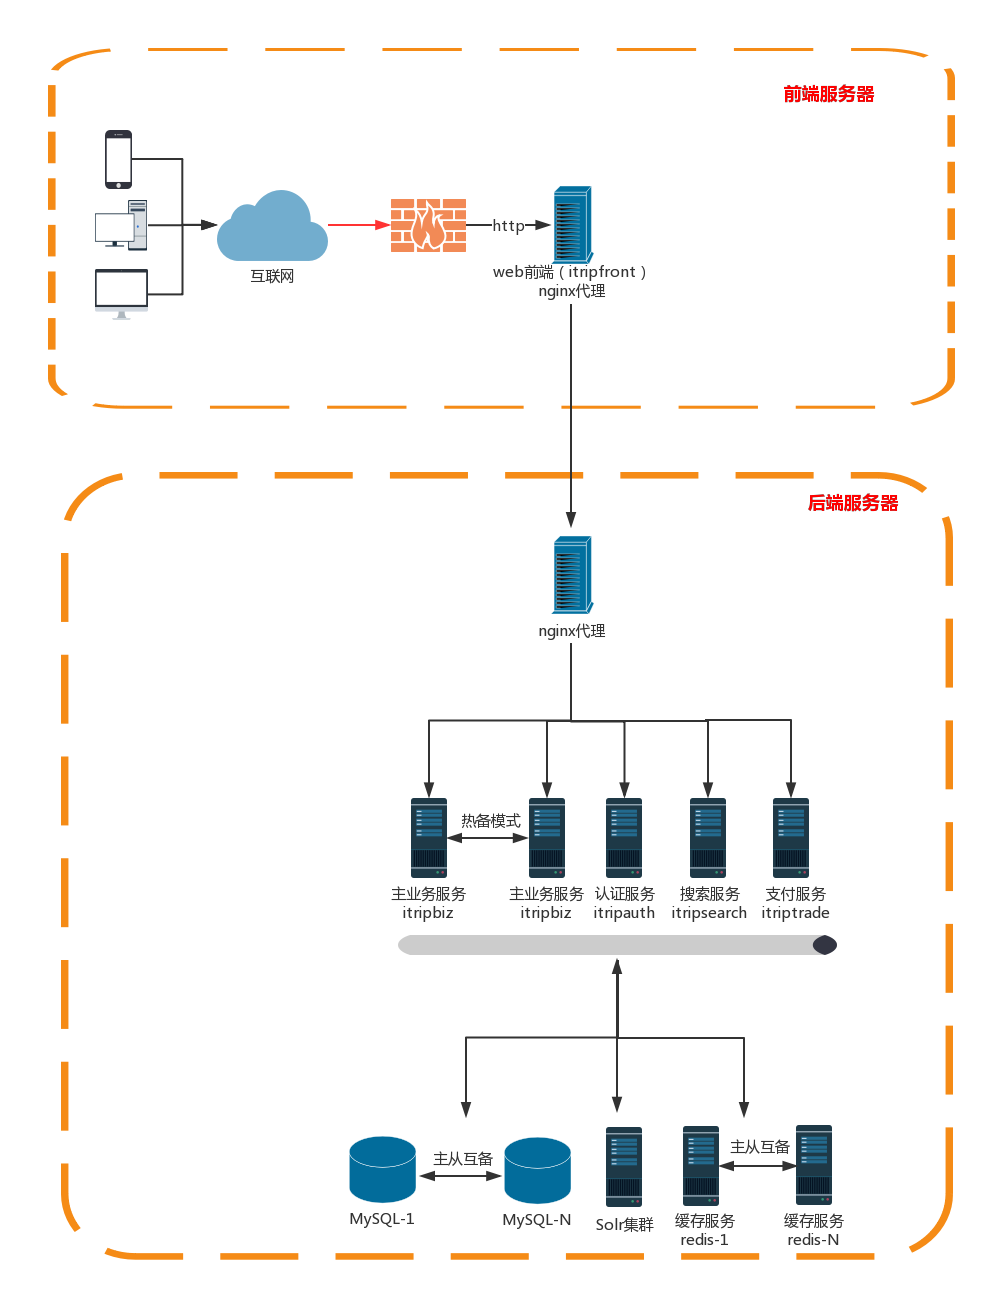 前端服务器
互联网
http
web前端（itripfront）
nginx代理
后端服务器
nginx代理
热备模式
主业务服务
itripbiz
主业务服务
itripbiz
认证服务
itripauth
搜索服务
itripsearch
支付服务
itriptrade
主从互备
MySQL-1
MySQL-N
Solr集群
主从互备
缓存服务
redis-1
缓存服务
redis-N